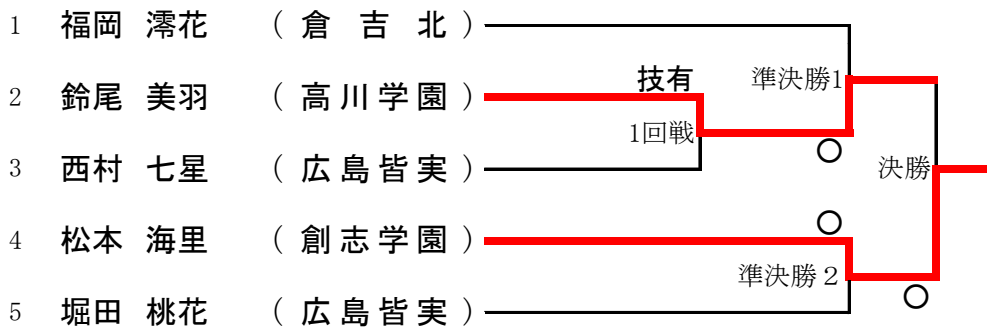 1 福岡 澪花 （ 倉 吉 北 ）
技有 準決勝1
2 鈴尾 美羽 （ 高川学園 ）
1回戦
○
3 西村 七星 （ 広島皆実 ） 決勝
○
4 松本 海里 （ 創志学園 ）
準決勝２
○
5 堀田 桃花 （ 広島皆実 ）